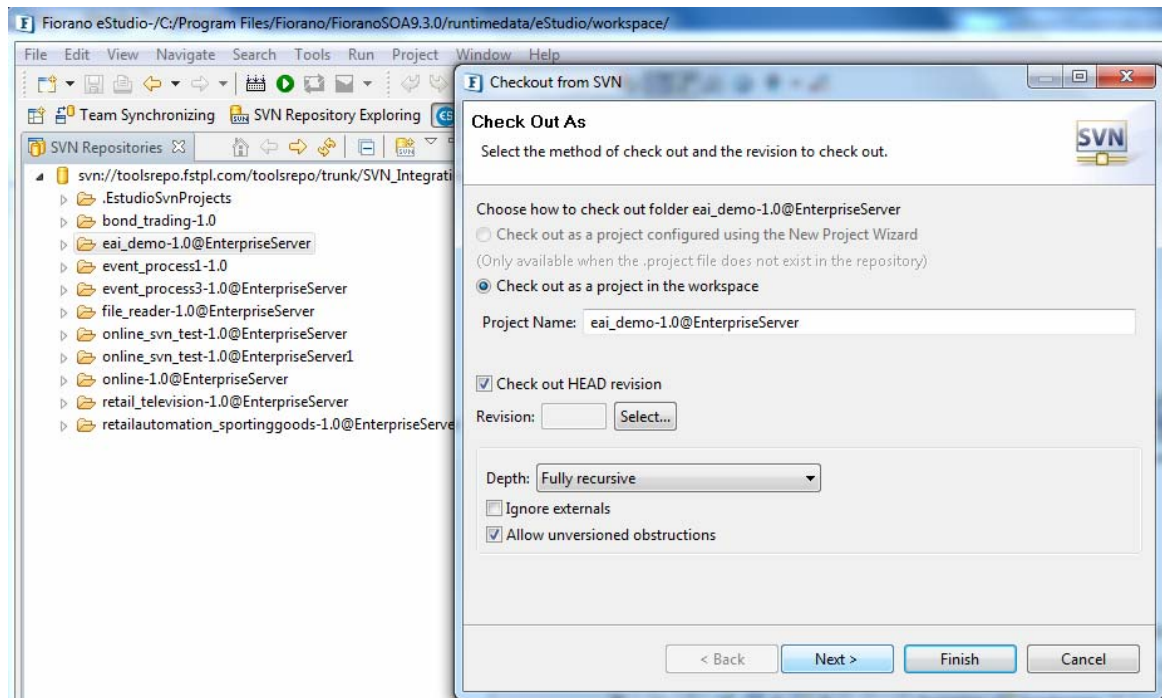 Fiorano eStudio-/C:/Program Files/Fiorano/FioranoSOA9.3.0/runtimedata/eStudio/workspace/
File Edit View Navigate Search Tools Run Project Window Help
Team Synchronizing SVN Repository Exploring ES
SVN Repositories
svn://toolsrepo.fstpl.com/toolsrepo/trunk/SVN_Integrati
.EstudioSvnProjects
bond_trading-1.0
eai_demo-1.0@EnterpriseServer
event_process1-1.0
event_process3-1.0@EnterpriseServer
file_reader-1.0@EnterpriseServer
online_svn_test-1.0@EnterpriseServer
online_svn_test-1.0@EnterpriseServer1
online-1.0@EnterpriseServer
retail_television-1.0@EnterpriseServer
retailautomation_sportinggoods-1.0@EnterpriseServe
Checkout from SVN
Check Out As
Select the method of check out and the revision to check out.
SVN
Choose how to check out folder eai_demo-1.0@EnterpriseServer
Check out as a project configured using the New Project Wizard
(Only available when the .project file does not exist in the repository)
Check out as a project in the workspace
Project Name: eai_demo-1.0@EnterpriseServer
Check out HEAD revision
Revision: Select...
Depth: Fully recursive
Ignore externals
Allow unversioned obstructions
< Back Next > Finish Cancel